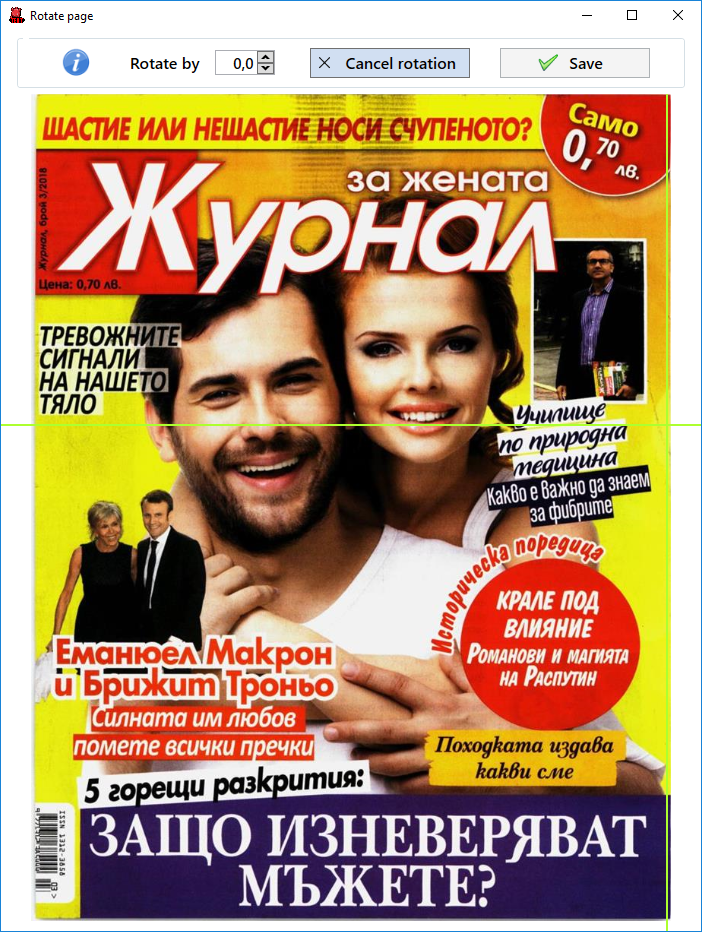 Rotate page
Rotate by
0,0
Cancel rotation
Save
ЩАСТИЕ ИЛИ НЕЩАСТИЕ НОСИ СЧУПЕНОТО?
Само
0,70
лв.
Журнал, брой 3/2018
за жената
Журнал
Цена: 0,70 лв.
ТРЕВОЖНИТЕ
СИГНАЛИ
НА НАШЕТО
ТЯЛО
Училище
по природна
медицина
Какво е важно да знаем
за фибрите
Историческа поредица
КРАЛЕ ПОД
ВЛИЯНИЕ
РОМАНОВИ И МАГИЯТА
НА РАСПУТИН
Еманюел Макрон
и Брижит Троньо
Силната им любов
помете всички пречки
Походката издава
какви сме
5 горещи разкрития:
ЗАЩО ИЗНЕВЕРЯВАТ
МЪЖЕТЕ?
ISSN 1312-3658
03 >